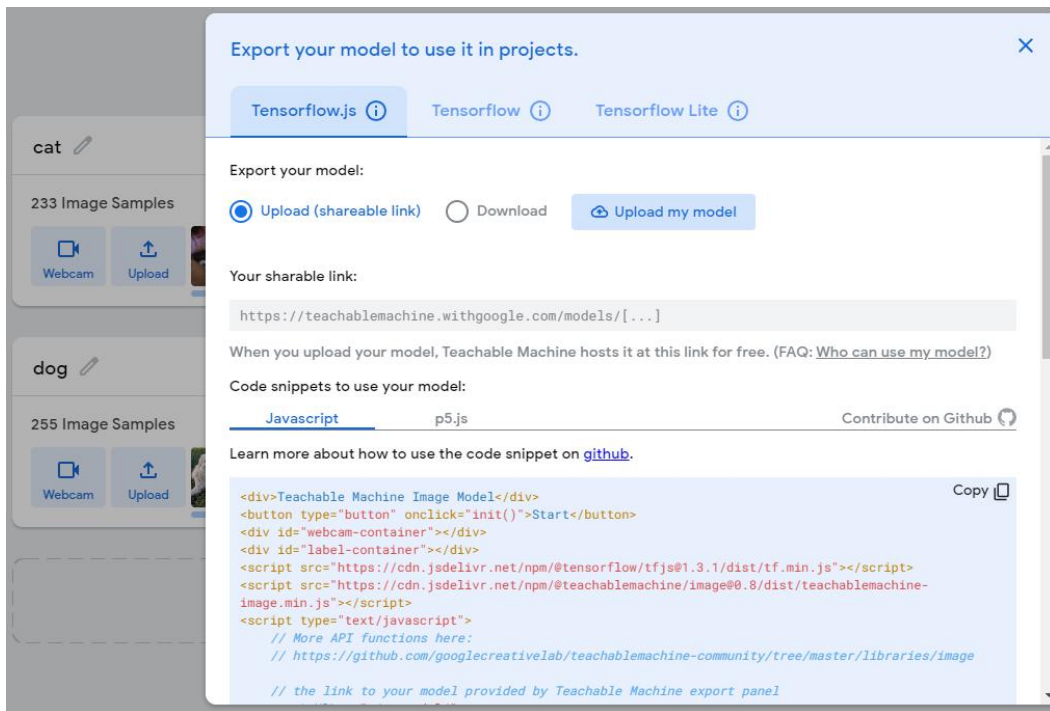 Export your model to use it in projects.
Tensorflow.js
Tensorflow
Tensorflow Lite
cat
233 Image Samples
Webcam
Upload
dog
255 Image Samples
Webcam
Upload
Export your model:
Upload (shareable link)
Download
Upload my model
Your sharable link:
https://teachablemachine.withgoogle.com/models/[...]
When you upload your model, Teachable Machine hosts it at this link for free. (FAQ: Who can use my model?)
Code snippets to use your model:
Javascript
p5.js
Contribute on Github
Learn more about how to use the code snippet on github.
Copy
<div>Teachable Machine Image Model</div>
<button type="button" onclick="init()">Start</button>
<div id="webcam-container"></div>
<div id="label-container"></div>
<script src="https://cdn.jsdelivr.net/npm/@tensorflow/tfjs@1.3.1/dist/tf.min.js"></script>
<script src="https://cdn.jsdelivr.net/npm/@teachablemachine/image@0.8/dist/teachablemachine-
image.min.js"></script>
<script type="text/javascript">
// More API functions here:
// https://github.com/googlecreativelab/teachablemachine-community/tree/master/libraries/image
// the link to your model provided by Teachable Machine export panel